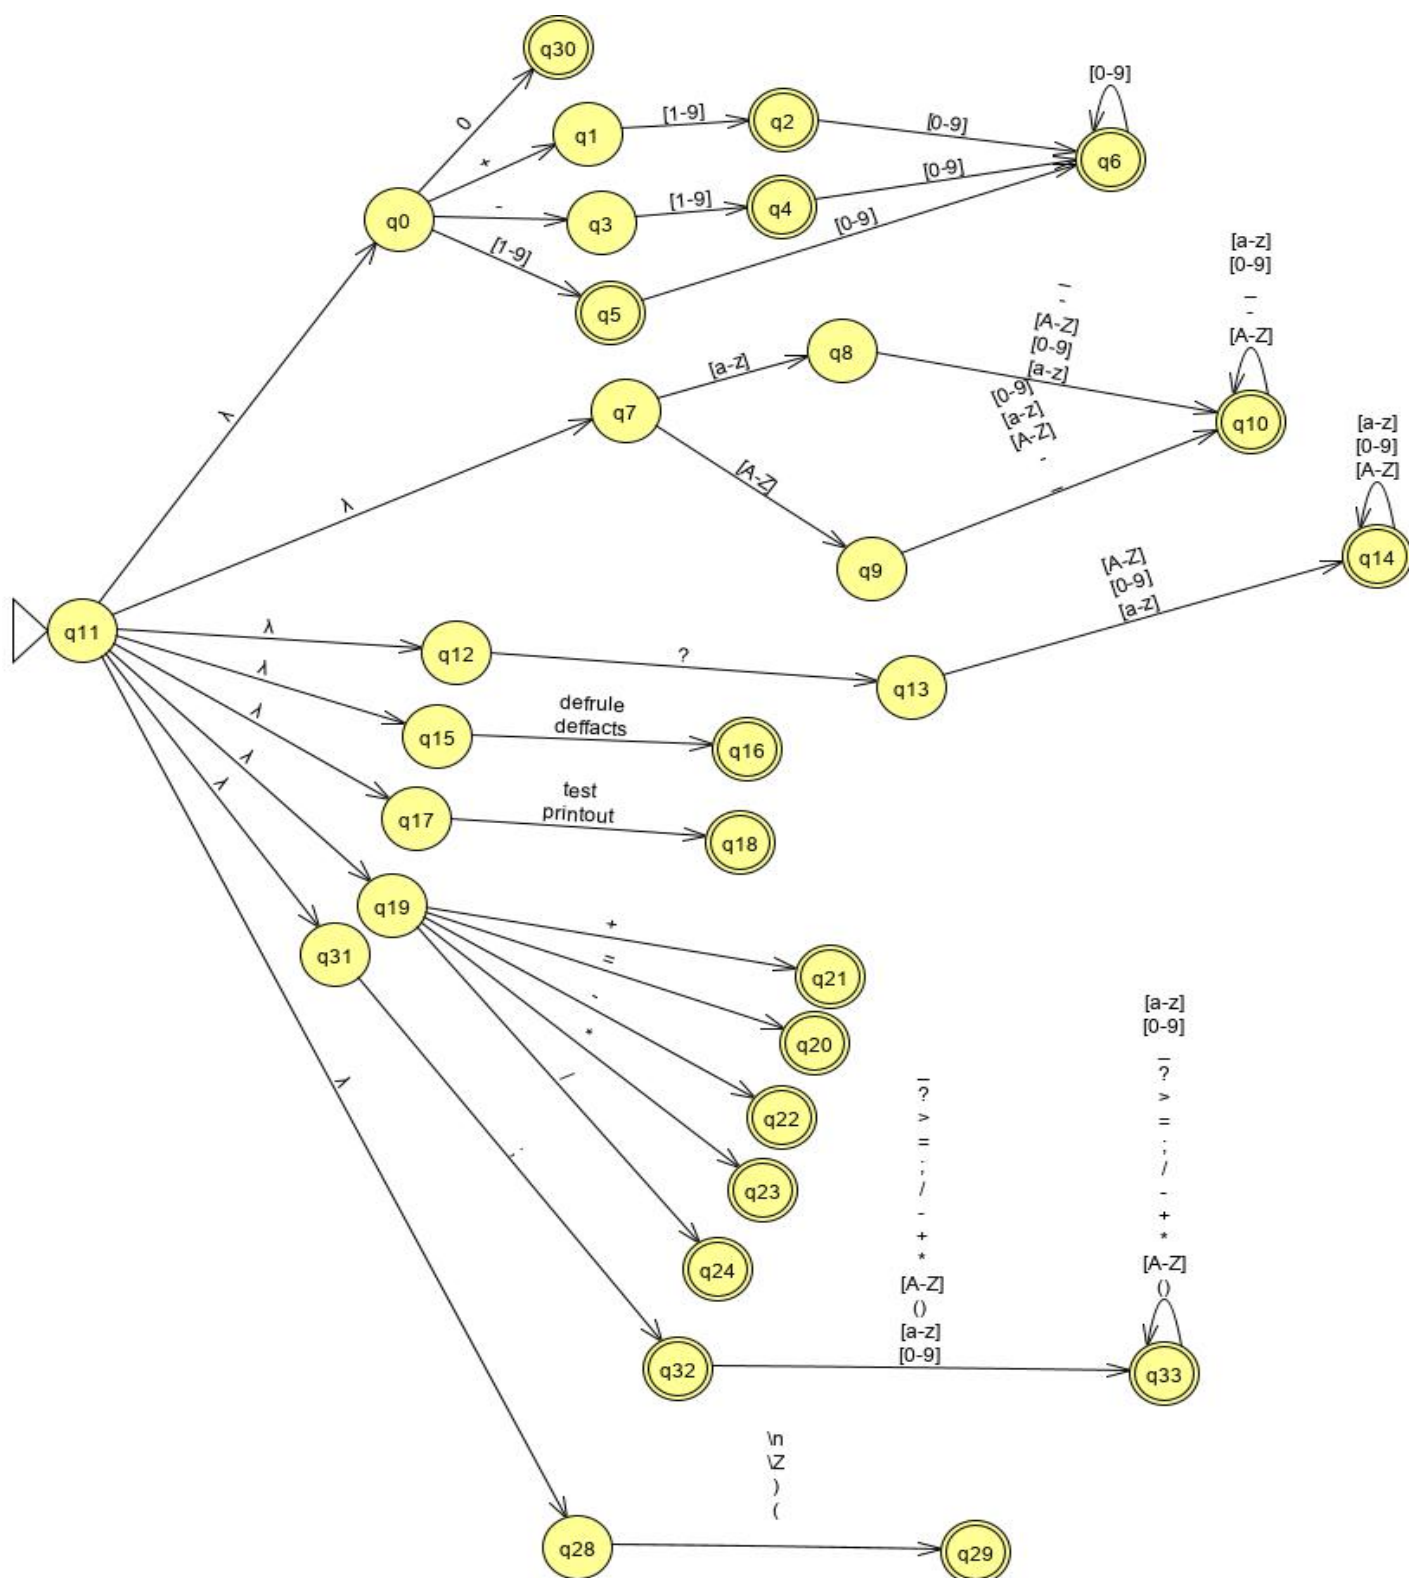 q30
0
[0-9]
q1
[1-9]
q2
[0-9]
q6
+
q0
-
q3
[1-9]
q4
[0-9]
[1-9]
q5
[0-9]
λ
q7
[a-z]
q8
_
-
[A-Z]
[0-9]
[a-z]
[a-z]
[0-9]
_
-
[A-Z]
q10
λ
[A-Z]
q9
[0-9]
[a-z]
[A-Z]
-
_
[a-z]
[0-9]
[A-Z]
q14
q11
λ
q12
?
q13
[A-Z]
[0-9]
[a-z]
λ
q15
defrule
deffacts
q16
λ
q17
test
printout
q18
λ
q19
+
q21
=
q20
-
q22
*
q23
/
q24
λ
q31
;
q32
_
?
>
=
;
/
-
+
*
[A-Z]
()
[a-z]
[0-9]
[a-z]
[0-9]
_
?
>
=
;
/
-
+
*
[A-Z]
()
q33
λ
q28
\n
\Z
)
(
q29